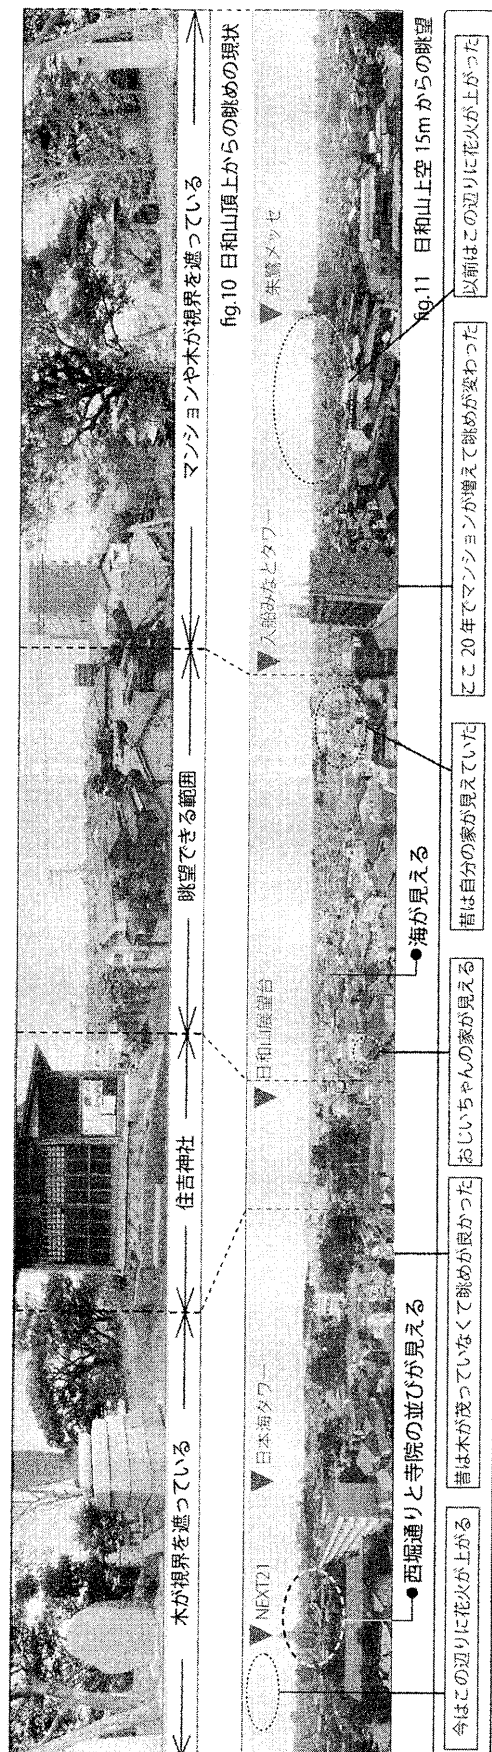 木が視界を遮っている
住吉神社
眺望できる範囲
マンションや木が視界を遮っている
fig.10 日和山頂上からの眺めの現状
NEXT21
日本海タワー
日和山展望台
入船みなとタワー
朱鷺メッセ
●西堀通りと寺院の並びが見える
●海が見える
fig.11 日和山上空 15m からの眺望
今はこの辺りに花火が上がる
昔は木が茂っていなくて眺めが良かった
おじいちゃんの家が見える
昔は自分の家が見えていた
ここ 20 年でマンションが増えて眺めが変わった
以前はこの辺りに花火が上がった